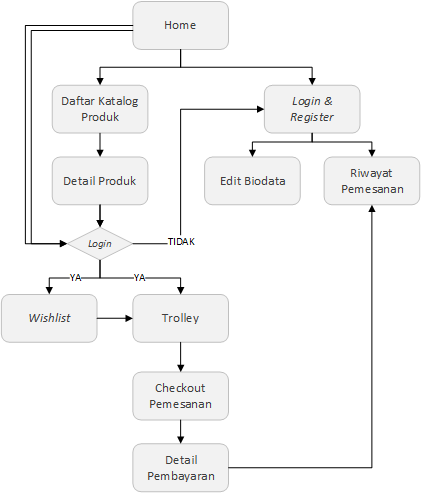 Home
Daftar Katalog
Produk
Login &
Register
Detail Produk
Edit Biodata
Riwayat
Pemesanan
Login
TIDAK
YA
YA
Wishlist
Trolley
Checkout
Pemesanan
Detail
Pembayaran